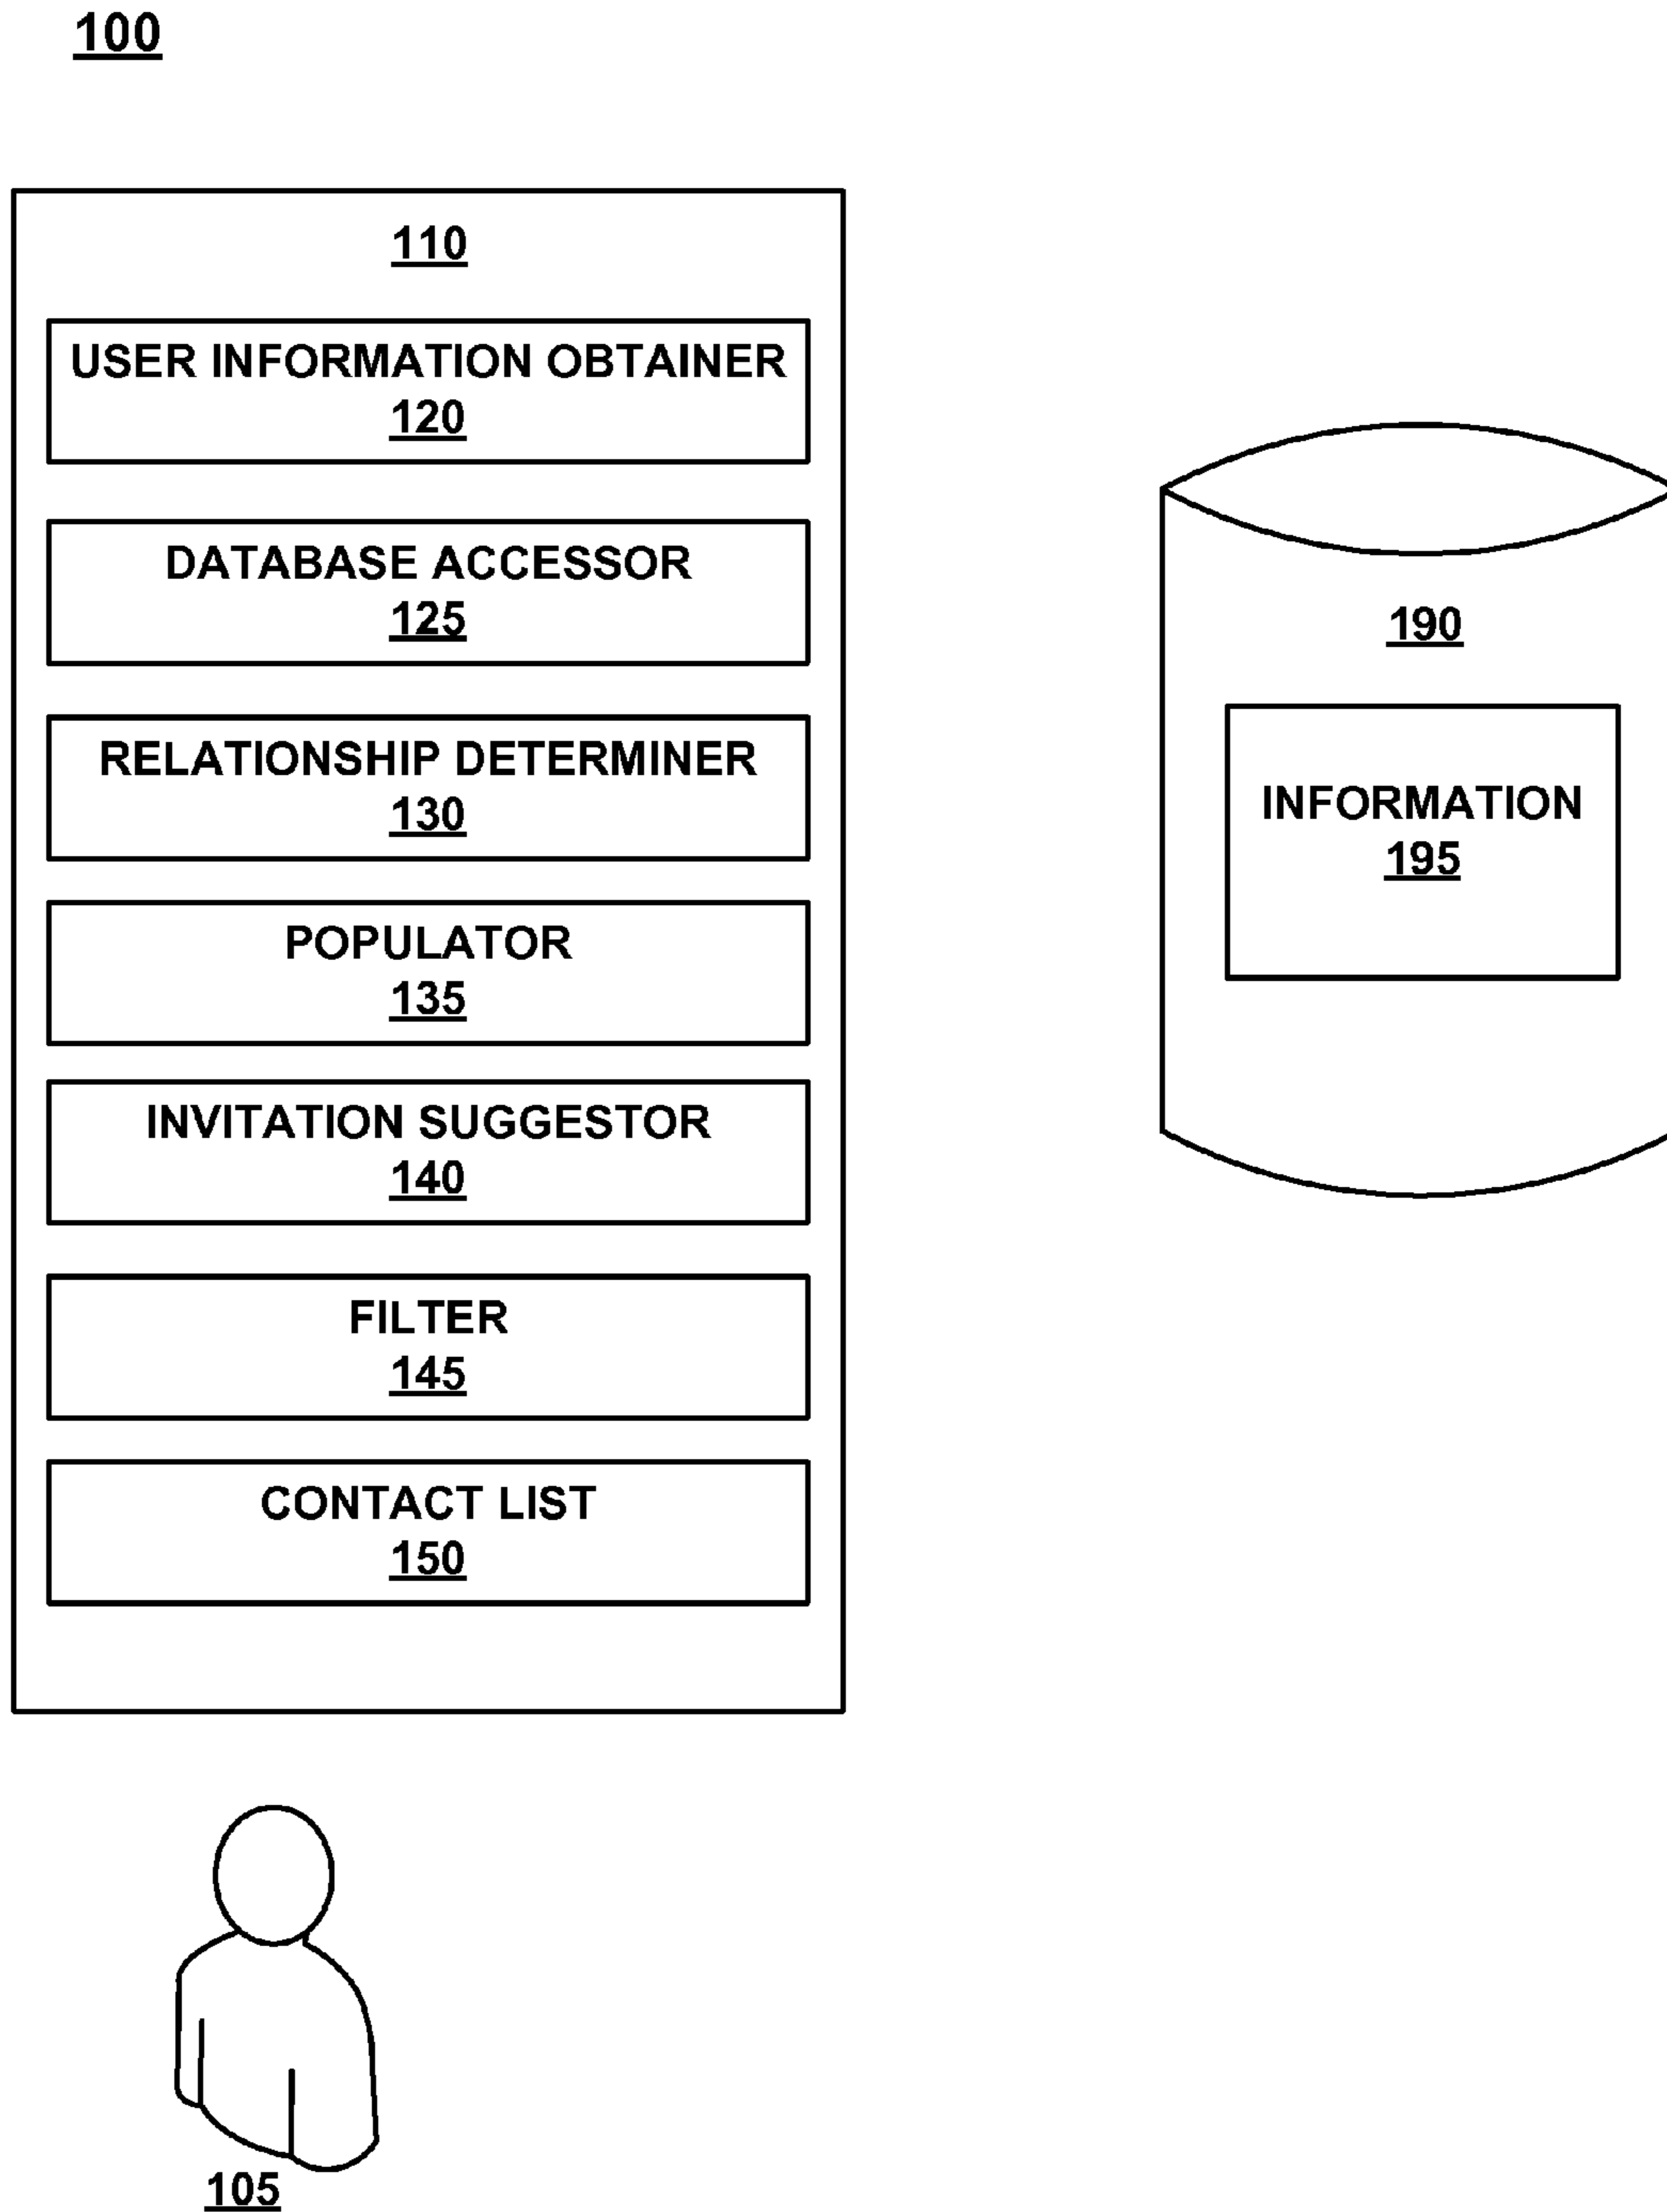 100
110
USER INFORMATION OBTAINER
120
DATABASE ACCESSOR
125
RELATIONSHIP DETERMINER
130
POPULATOR
135
INVITATION SUGGESTOR
140
FILTER
145
CONTACT LIST
150
190
INFORMATION
195
105